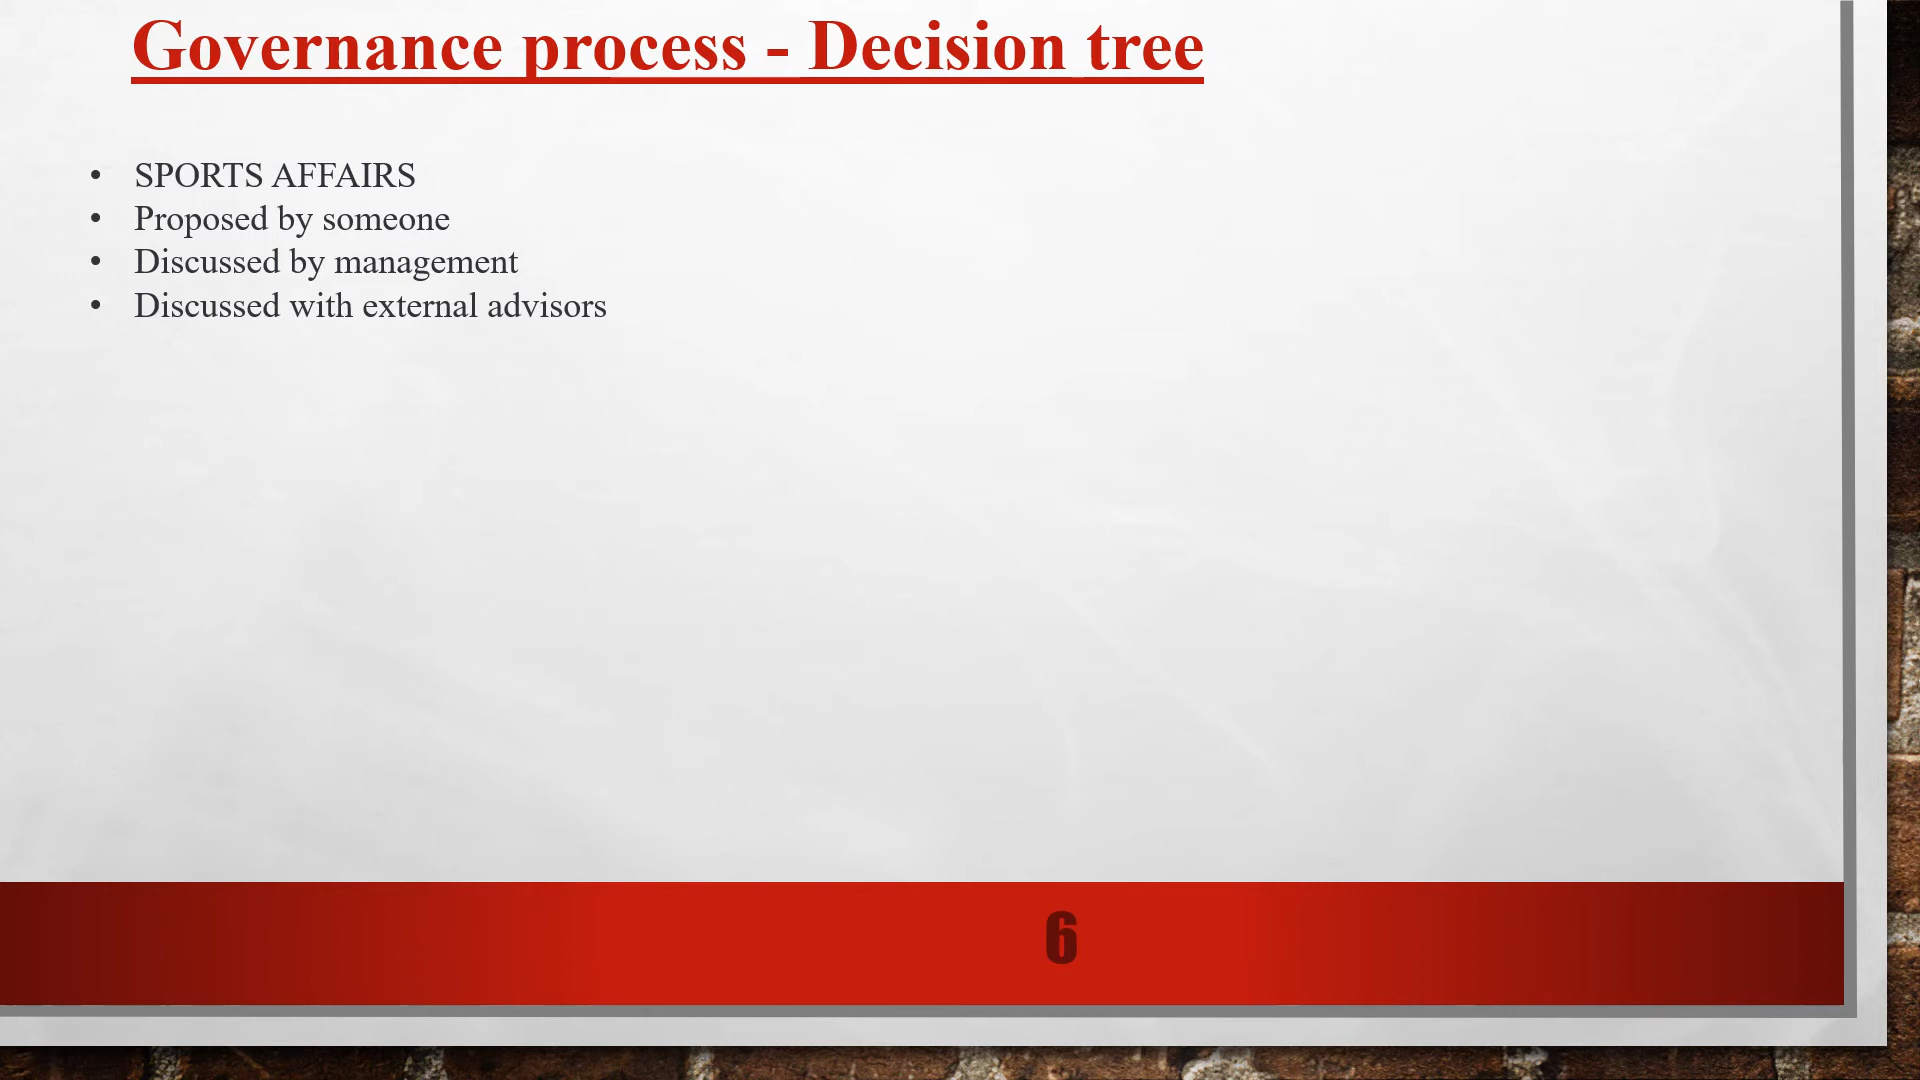 Governance process - Decision tree
• SPORTS AFFAIRS
• Proposed by someone
• Discussed by management
• Discussed with external advisors
6